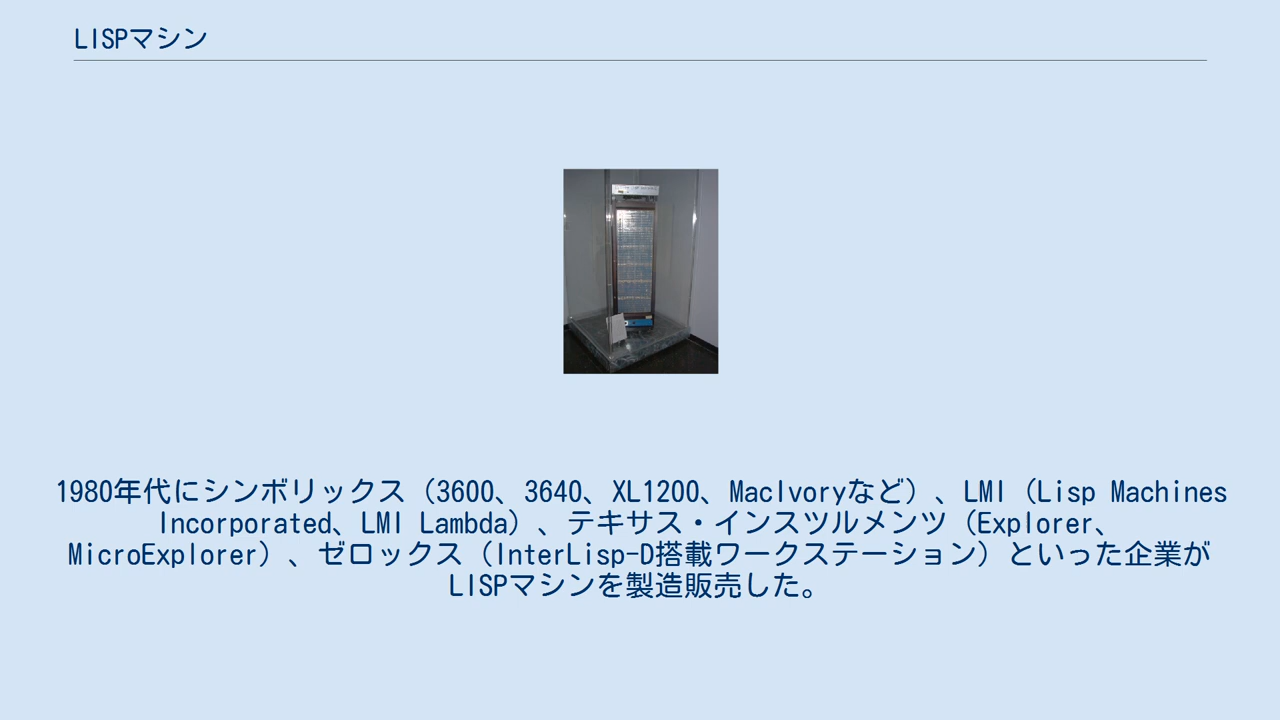 LISPマシン
1980年代にシンボリックス（3600、3640、XL1200、MacIvoryなど）、LMI（Lisp Machines
Incorporated、LMI Lambda）、テキサス・インスツルメンツ（Explorer、
MicroExplorer）、ゼロックス（InterLisp-D搭載ワークステーション）といった企業が
LISPマシンを製造販売した。